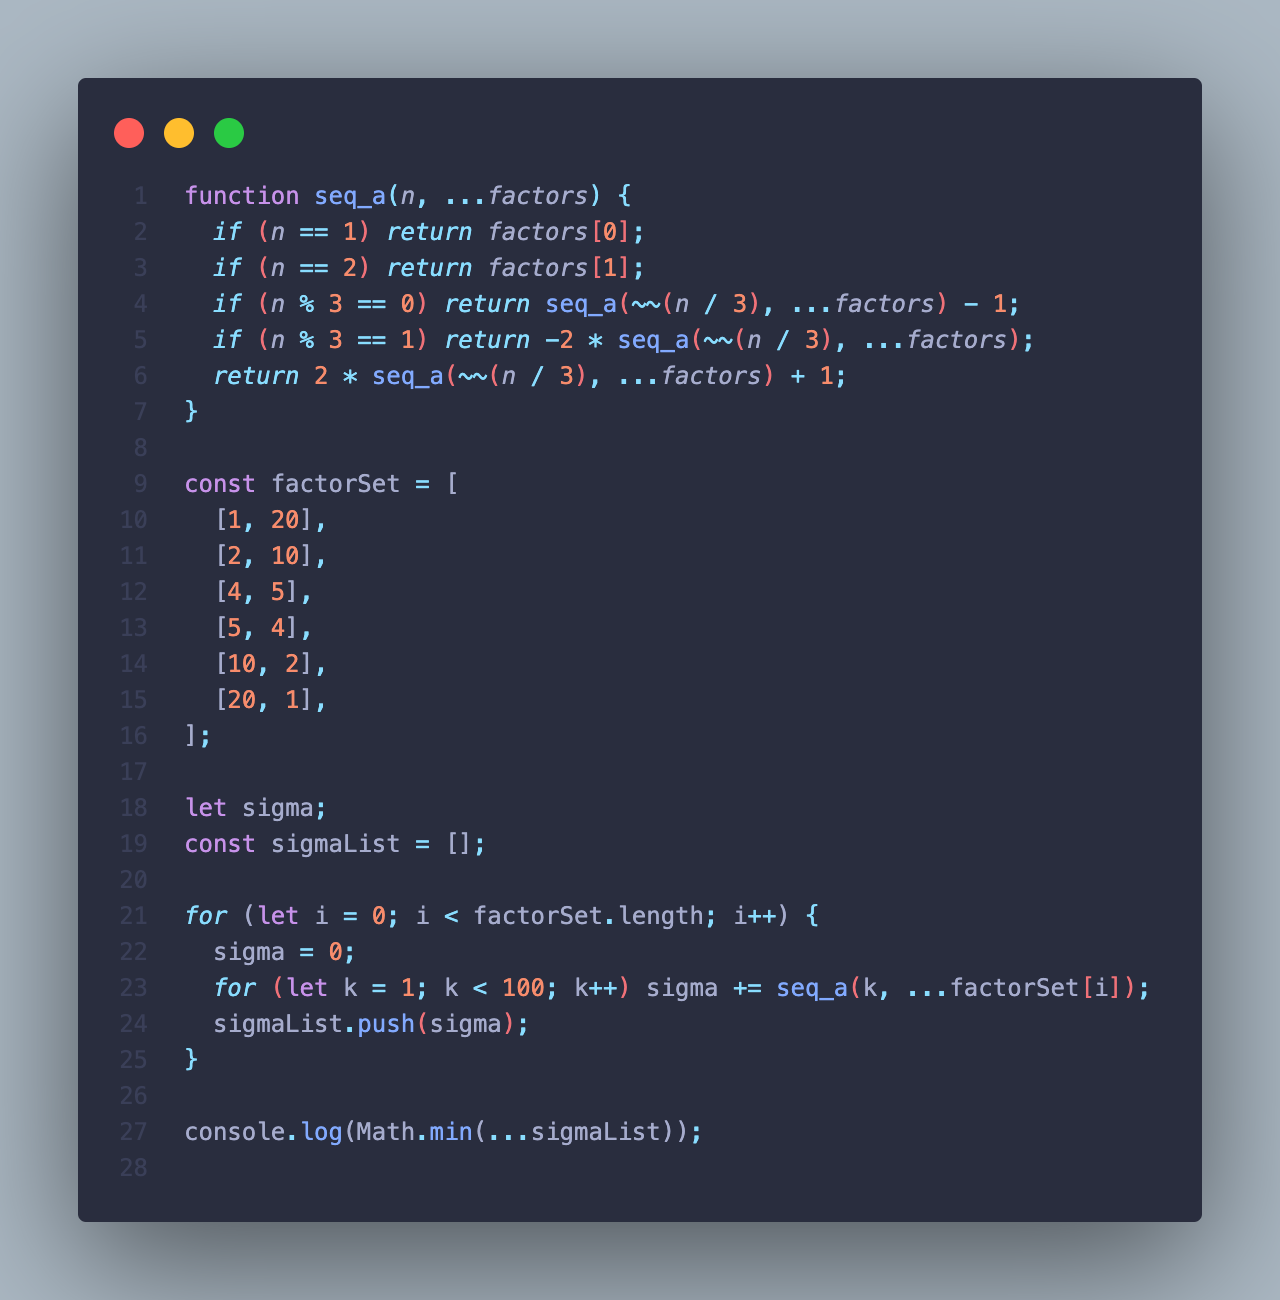 1 function seq_a(n, ...factors) {
2 if (n == 1) return factors[0];
3 if (n == 2) return factors[1];
4 if (n % 3 == 0) return seq_a(~~(n / 3), ...factors) - 1;
5 if (n % 3 == 1) return -2 * seq_a(~~(n / 3), ...factors);
6 return 2 * seq_a(~~(n / 3), ...factors) + 1;
7 }
8
9 const factorSet = [
10 [1, 20],
11 [2, 10],
12 [4, 5],
13 [5, 4],
14 [10, 2],
15 [20, 1],
16 ];
17
18 let sigma;
19 const sigmaList = [];
20
21 for (let i = 0; i < factorSet.length; i++) {
22 sigma = 0;
23 for (let k = 1; k < 100; k++) sigma += seq_a(k, ...factorSet[i]);
24 sigmaList.push(sigma);
25 }
26
27 console.log(Math.min(...sigmaList));
28